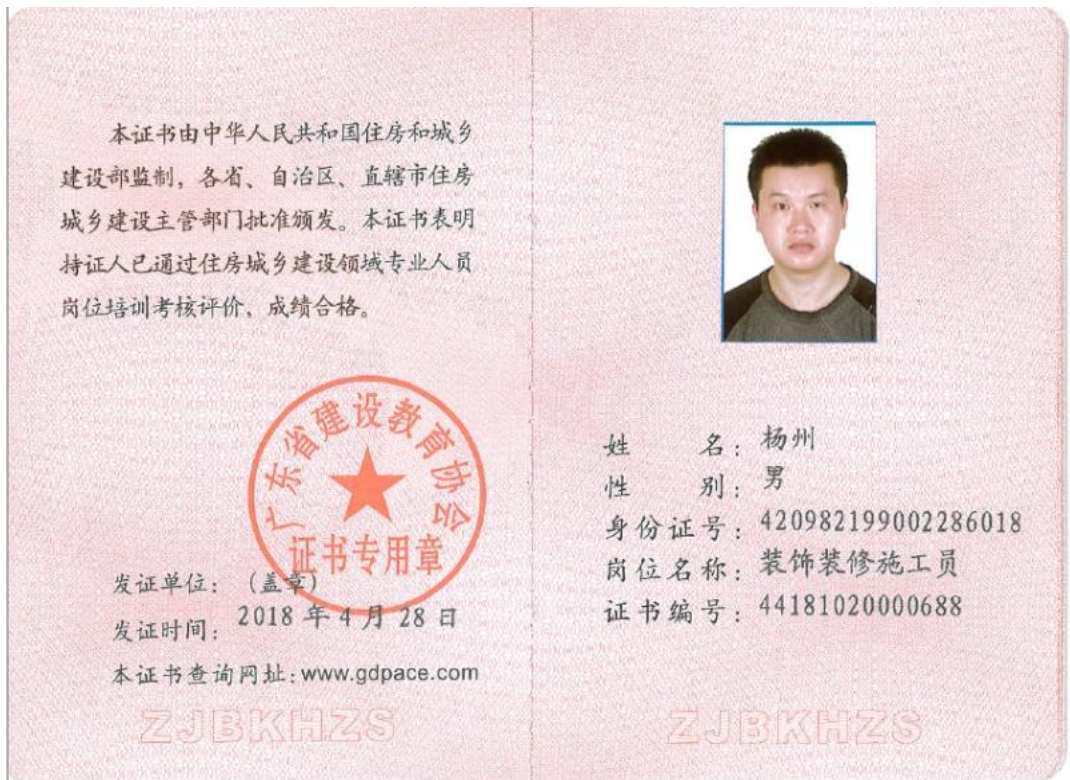 本证书由中华人民共和国住房和城乡
建设部监制，各省、自治区、直辖市住房
城乡建设主管部门批准颁发。本证书表明
持证人已通过住房城乡建设领域专业人员
岗位培训考核评价、成绩合格。
广东省建设教育协会
证书专用章
发证单位：（盖章）
发证时间：2018 年 4 月 28 日
本证书查询网址：www.gdpace.com
ZJBKHZS
姓 名：杨州
性 别：男
身份证号：420982199002286018
岗位名称：装饰装修施工员
证书编号：44181020000688
ZJBKHZS